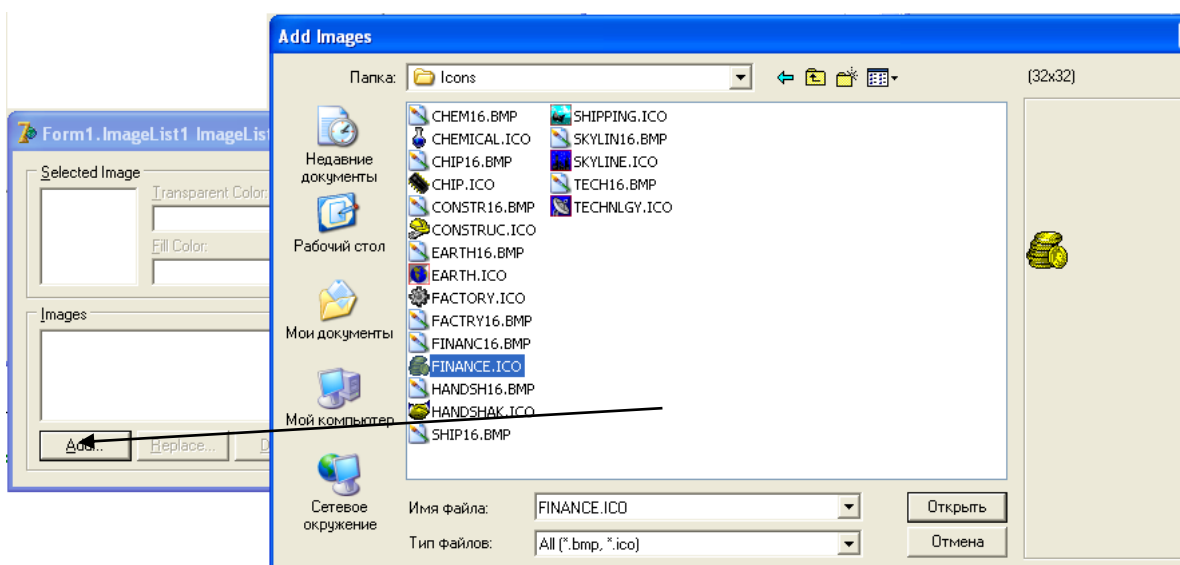 Add Images
Папка:
Icons
(32x32)
CHEM16.BMP
CHEMICAL.ICO
CHIP16.BMP
CHIP.ICO
CONSTR16.BMP
CONSTRUC.ICO
EARTH16.BMP
EARTH.ICO
FACTORY.ICO
FACTRY16.BMP
FINANC16.BMP
FINANCE.ICO
HANDSH16.BMP
HANDSHAK.ICO
SHIP16.BMP
SHIPPING.ICO
SKYLIN16.BMP
SKYLINE.ICO
TECH16.BMP
TECHNLGY.ICO
Недавние
документы
Рабочий стол
Мои документы
Мой компьютер
Сетевое
окружение
Имя файла:
FINANCE.ICO
Открыть
Тип файлов:
All (*.bmp, *.ico)
Отмена
Form1.ImageList1 ImageList
Selected Image
Transparent Color:
Fill Color:
Images
Add...
Replace...
D